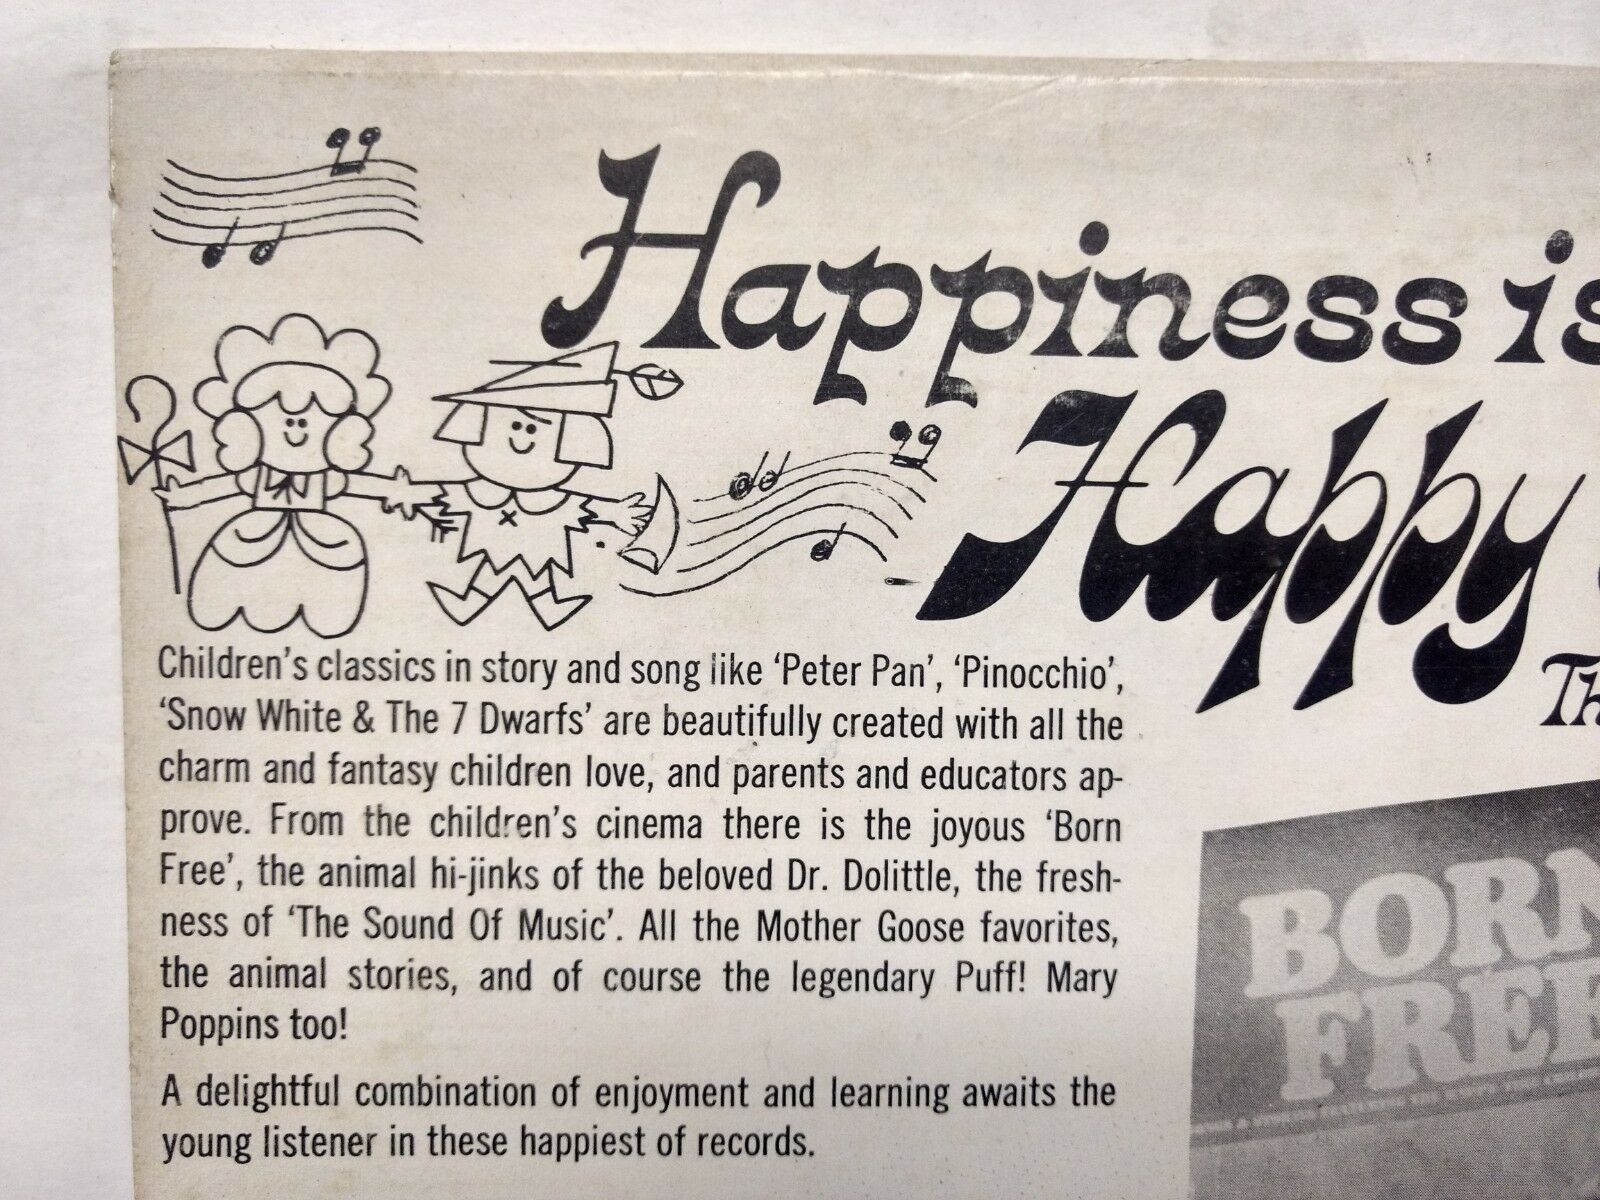 Happiness is
Happy
Children's classics in story and song like 'Peter Pan', 'Pinocchio',
'Snow White & The 7 Dwarfs' are beautifully created with all the
charm and fantasy children love, and parents and educators ap-
prove. From the children's cinema there is the joyous 'Born
Free', the animal hi-jinks of the beloved Dr. Dolittle, the fresh-
ness of 'The Sound Of Music'. All the Mother Goose favorites,
the animal stories, and of course the legendary Puff! Mary
Poppins too!
A delightful combination of enjoyment and learning awaits the
young listener in these happiest of records.
BORN
FREE